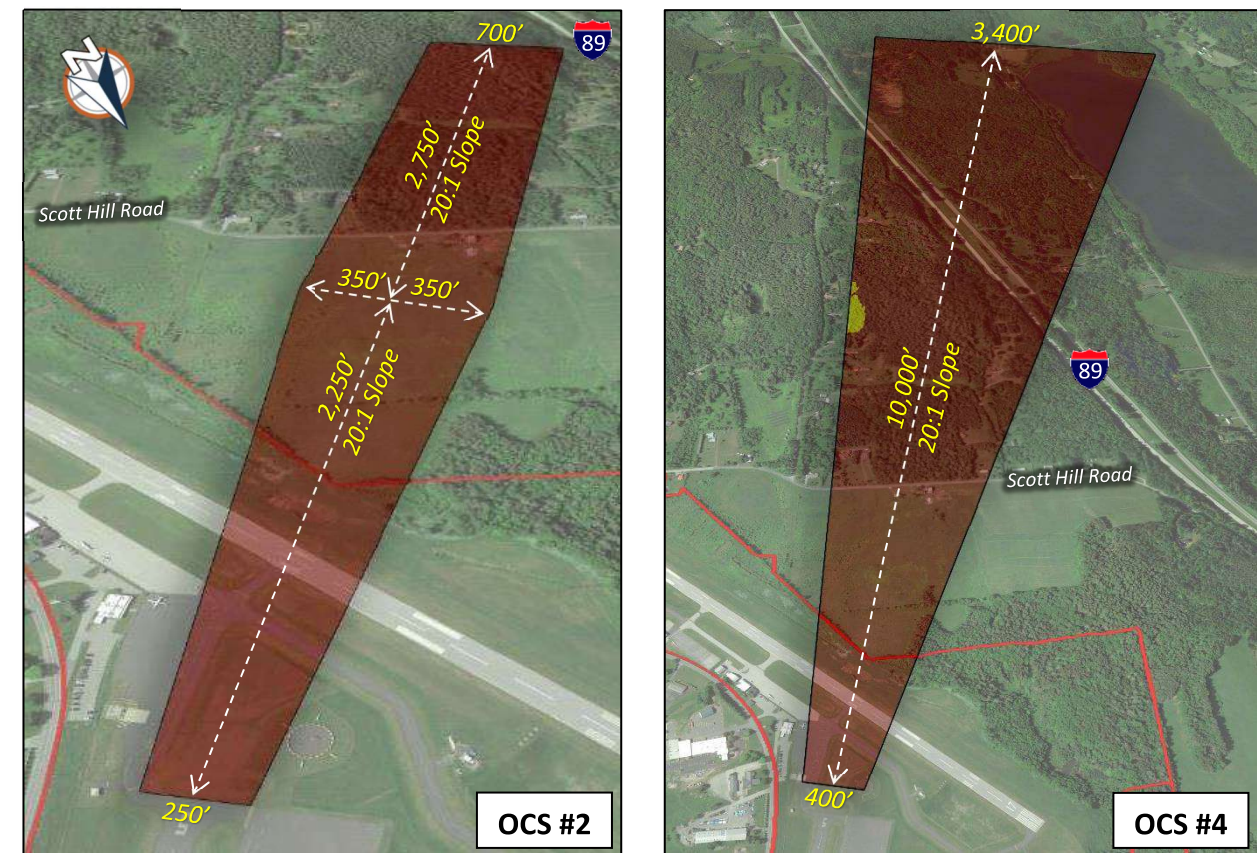 700’
89
N
2,750’
20:1 Slope
Scott Hill Road
350’ 350’
2,250’
20:1 Slope
250’
OCS #2
3,400’
10,000’
20:1 Slope
89
Scott Hill Road
400’
OCS #4